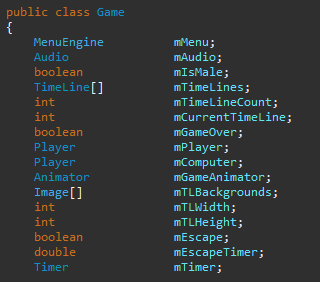 public class Game
{
MenuEngine mMenu;
Audio mAudio;
boolean mIsMale;
TimeLine[] mTimeLines;
int mTimeLineCount;
int mCurrentTimeLine;
boolean mGameOver;
Player mPlayer;
Player mComputer;
Animator mGameAnimator;
Image[] mTLBackgrounds;
int mTLWidth;
int mTLHeight;
boolean mEscape;
double mEscapeTimer;
Timer mTimer;